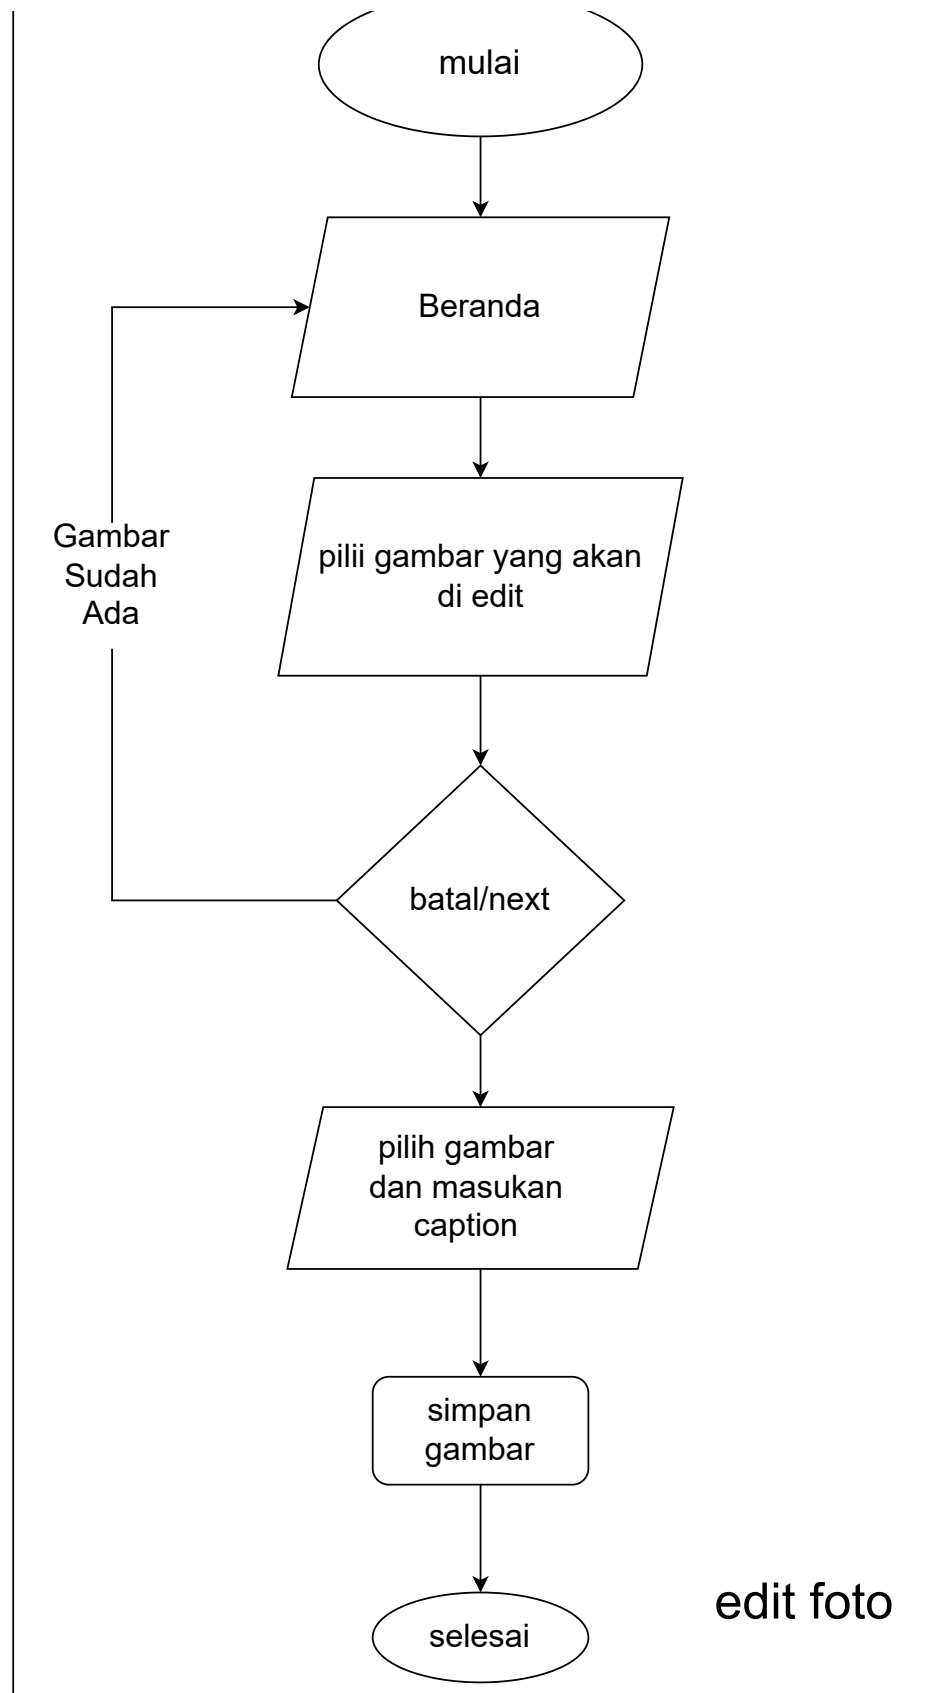 mulai
Beranda
Gambar
Sudah
Ada
pilii gambar yang akan
di edit
batal/next
pilih gambar
dan masukan
caption
simpan
gambar
selesai
edit foto